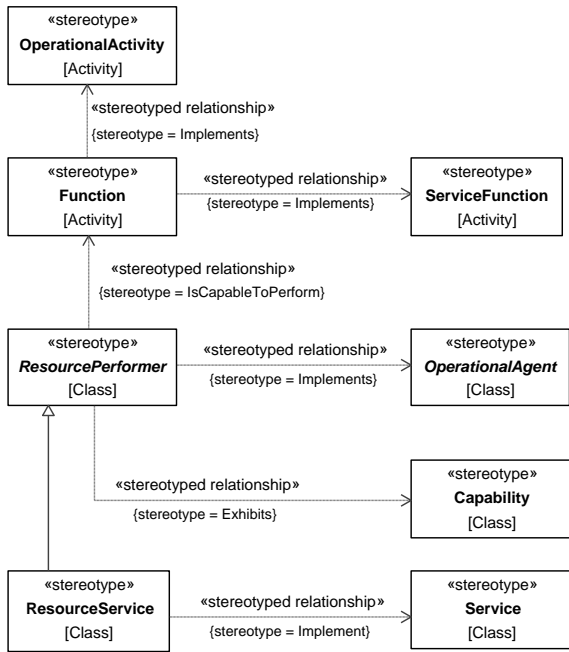 «stereotype»
OperationalActivity
[Activity]
«stereotyped relationship»
{stereotype = Implements}
«stereotype»
Function
[Activity]
«stereotyped relationship»
{stereotype = Implements}
«stereotype»
ServiceFunction
[Activity]
«stereotyped relationship»
{stereotype = IsCapableToPerform}
«stereotype»
ResourcePerformer
[Class]
«stereotyped relationship»
{stereotype = Implements}
«stereotype»
OperationalAgent
[Class]
«stereotyped relationship»
{stereotype = Exhibits}
«stereotype»
Capability
[Class]
«stereotype»
ResourceService
[Class]
«stereotyped relationship»
{stereotype = Implement}
«stereotype»
Service
[Class]